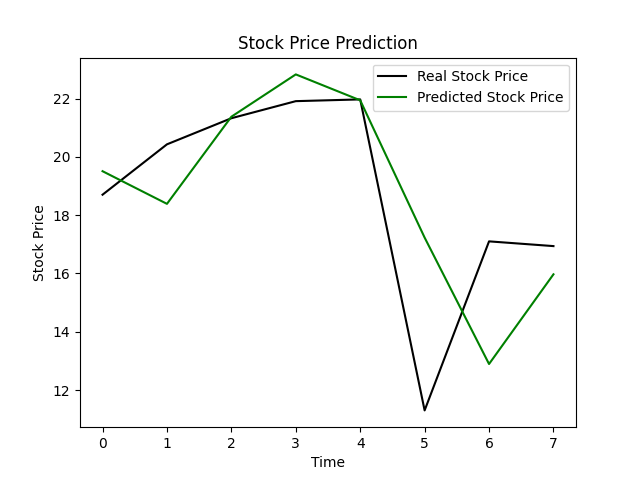 Stock Price Prediction
Real Stock Price
Predicted Stock Price
Stock Price
22
20
18
16
14
12
0 1 2 3 4 5 6 7
Time